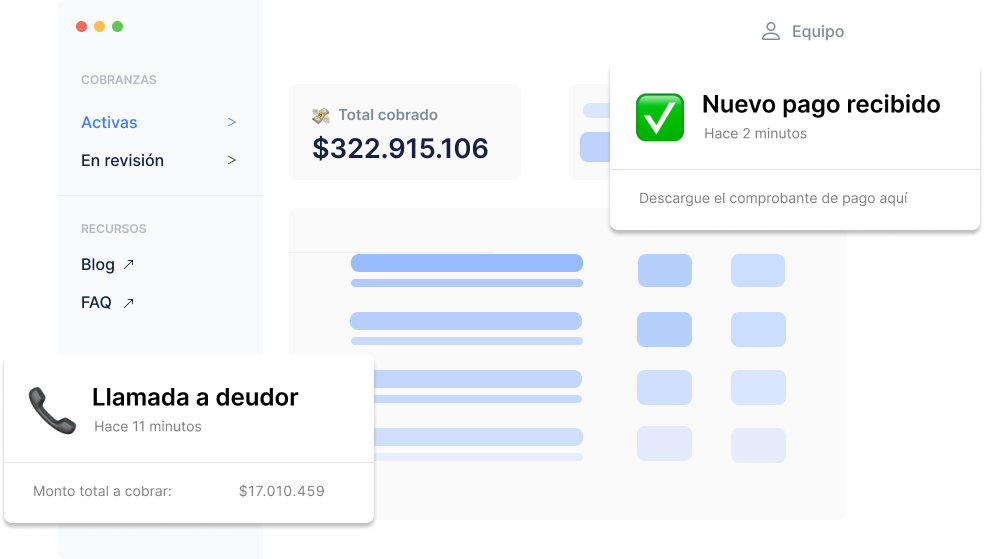 Equipo
COBRANZAS
Activas >
En revisión >
RECURSOS
Blog ↗
FAQ ↗
Total cobrado
$322.915.106
Nuevo pago recibido
Hace 2 minutos
Descargue el comprobante de pago aquí
Llamada a deudor
Hace 11 minutos
Monto total a cobrar: $17.010.459